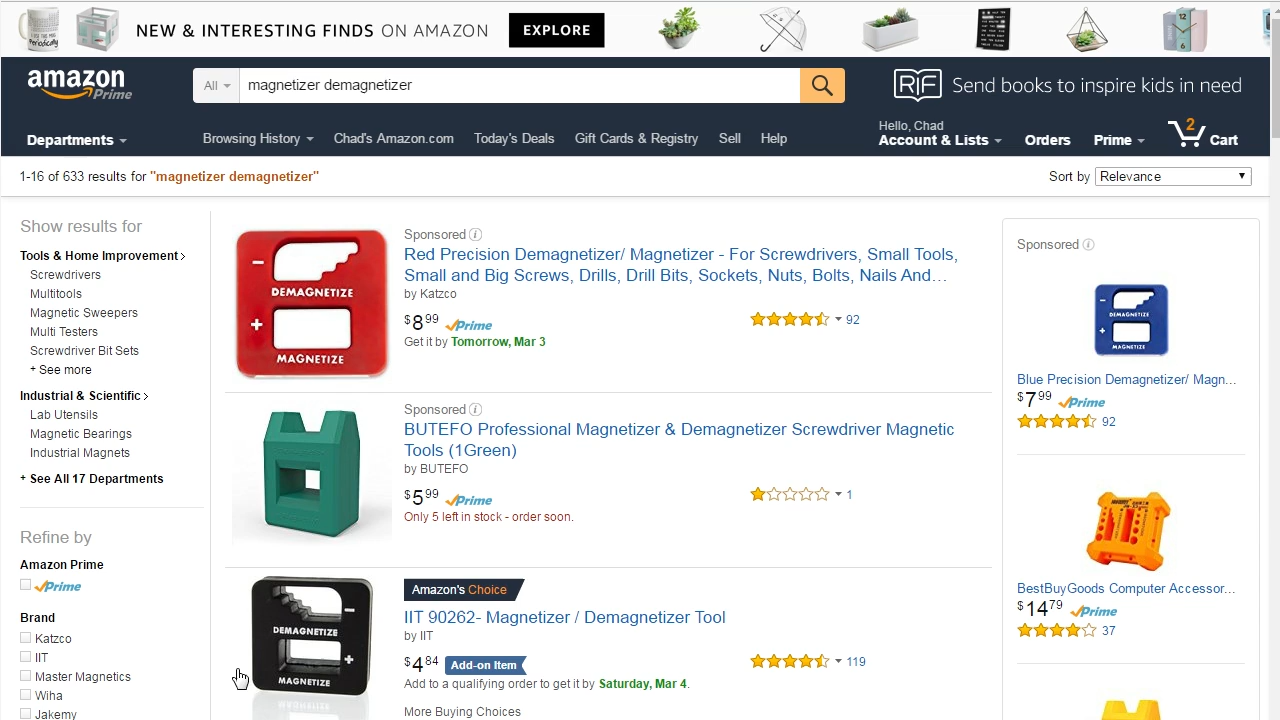 NEW & INTERESTING FINDS ON AMAZON EXPLORE
amazon Prime
All
magnetizer demagnetizer
RIF Send books to inspire kids in need
Departments
Browsing History
Chad's Amazon.com
Today's Deals
Gift Cards & Registry
Sell
Help
Hello, Chad
Account & Lists
Orders
Prime
2
Cart
1-16 of 633 results for "magnetizer demagnetizer"
Sort by Relevance
Show results for
Tools & Home Improvement
Screwdrivers
Multitools
Magnetic Sweepers
Multi Testers
Screwdriver Bit Sets
+ See more
Industrial & Scientific
Lab Utensils
Magnetic Bearings
Industrial Magnets
+ See All 17 Departments
Refine by
Amazon Prime
Prime
Brand
Katzco
IIT
Master Magnetics
Wiha
Jakemy
DEMAGNETIZE
MAGNETIZE
Sponsored
Red Precision Demagnetizer/ Magnetizer - For Screwdrivers, Small Tools,
Small and Big Screws, Drills, Drill Bits, Sockets, Nuts, Bolts, Nails And…
by Katzco
$8 99 Prime
92
Get it by Tomorrow, Mar 3
Sponsored
BUTEFO Professional Magnetizer & Demagnetizer Screwdriver Magnetic
Tools (1Green)
by BUTEFO
$5 99 Prime
1
Only 5 left in stock - order soon.
DEMAGNETIZE
MAGNETIZE
Amazon's Choice
IIT 90262- Magnetizer / Demagnetizer Tool
by IIT
$4 84 Add-on Item
119
Add to a qualifying order to get it by Saturday, Mar 4.
More Buying Choices
Sponsored
DEMAGNETIZE
MAGNETIZE
Blue Precision Demagnetizer/ Magn...
$7 99 Prime
92
BestBuyGoods Computer Accessor...
$14 79 Prime
37